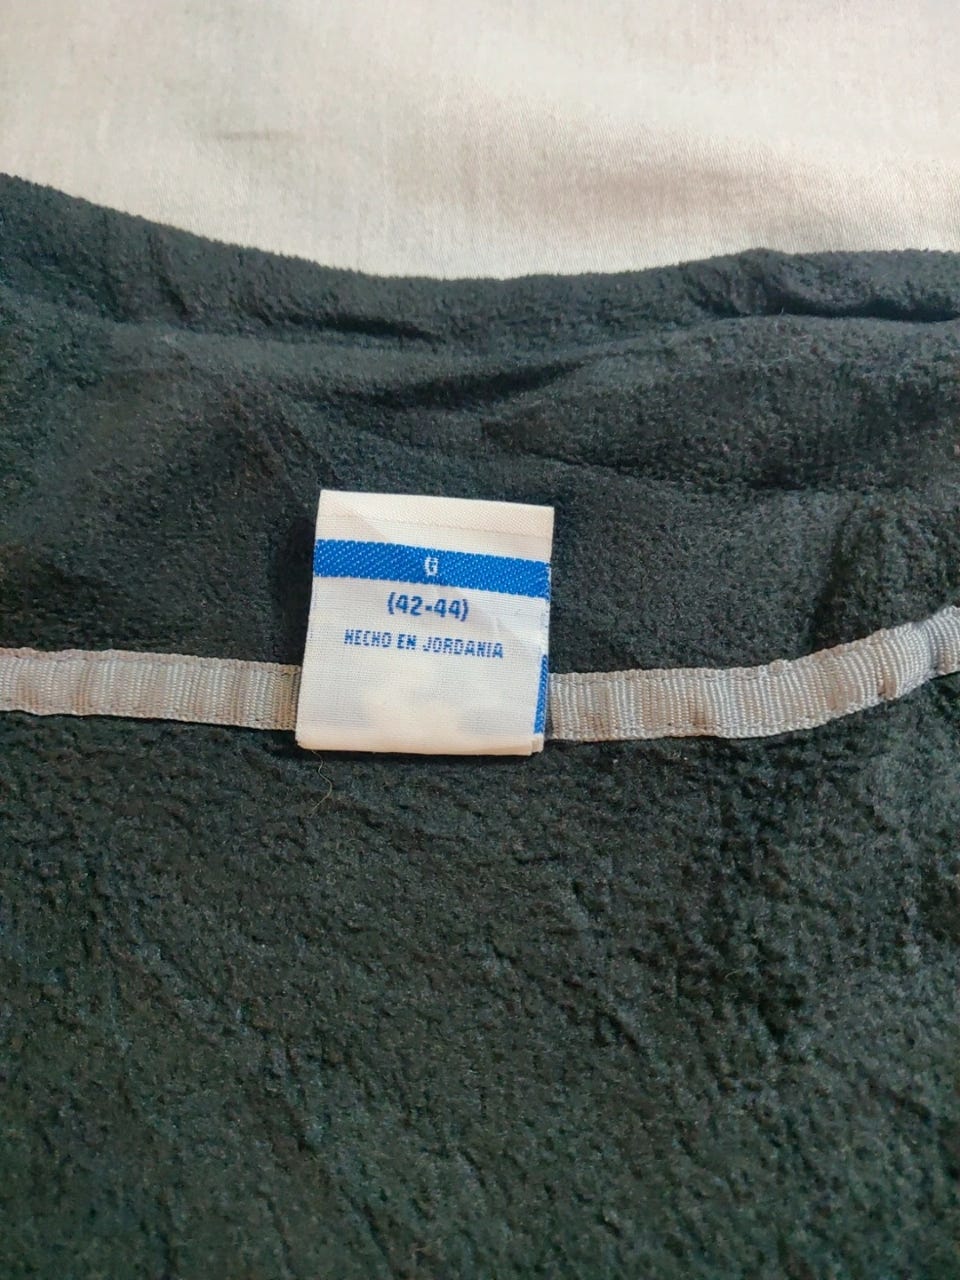 G
(42-44)
HECHO EN JORDANIA